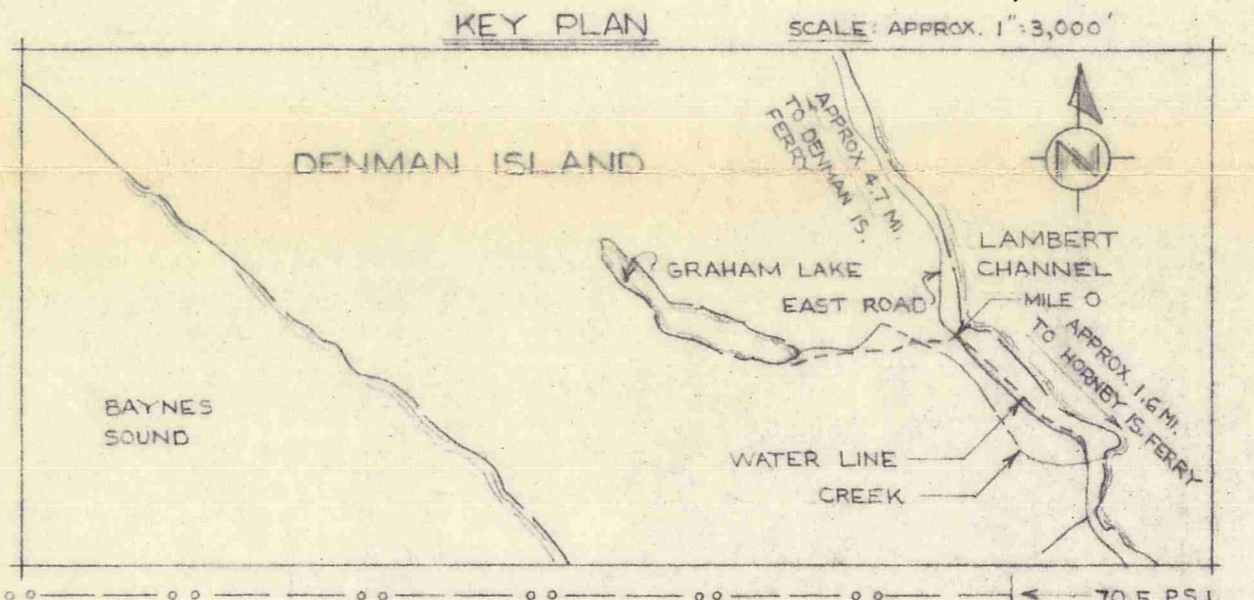 KEY PLAN
SCALE: APPROX. 1":3,000'
APPROX 4.7 MI.
TO DENMAN IS.
FERRY
DENMAN ISLAND
N
LAMBERT
CHANNEL
GRAHAM LAKE
EAST ROAD
MILE 0
APPROX. 1.6 MI.
TO HORNBY IS. FERRY
BAYNES
SOUND
WATER LINE
CREEK